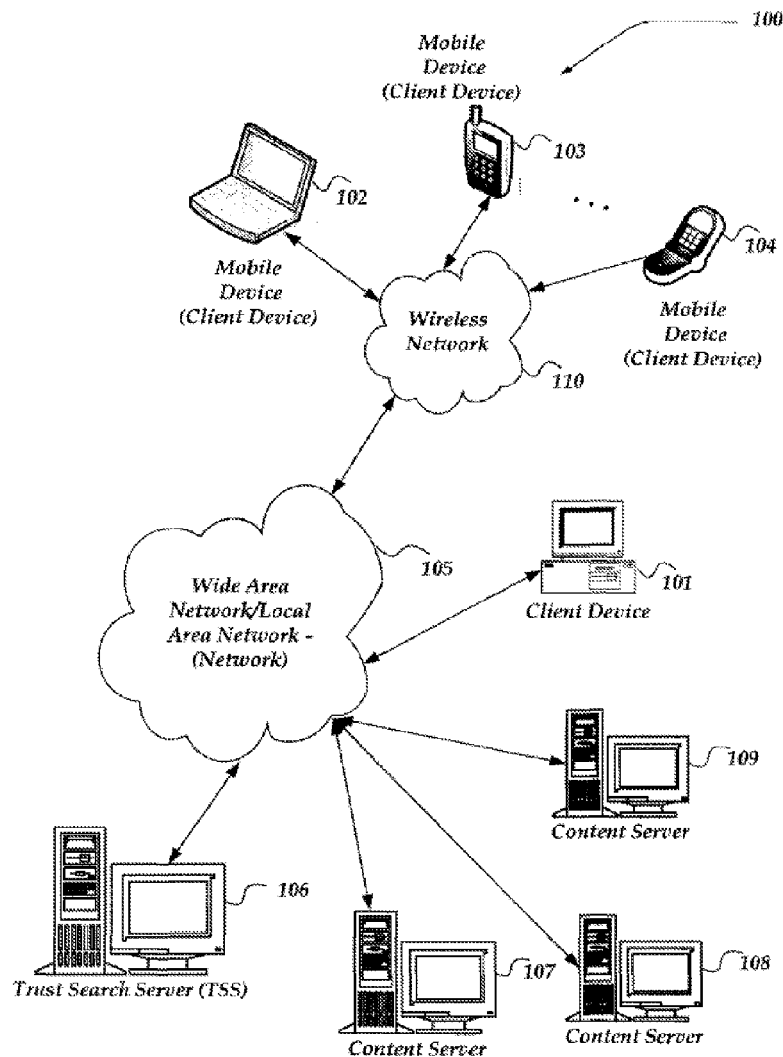 100
Mobile
Device
(Client Device)
103
102
Mobile
Device
(Client Device)
104
Mobile
Device
(Client Device)
Wireless
Network
110
105
Wide Area
Network/Local
Area Network -
(Network)
101
Client Device
109
Content Server
106
Trust Search Server (TSS)
107
Content Server
108
Content Server